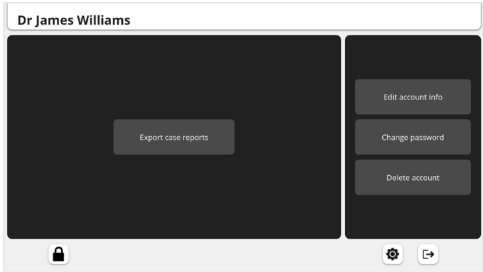 Dr James Williams
Export case reports
Edit account info
Change password
Delete account